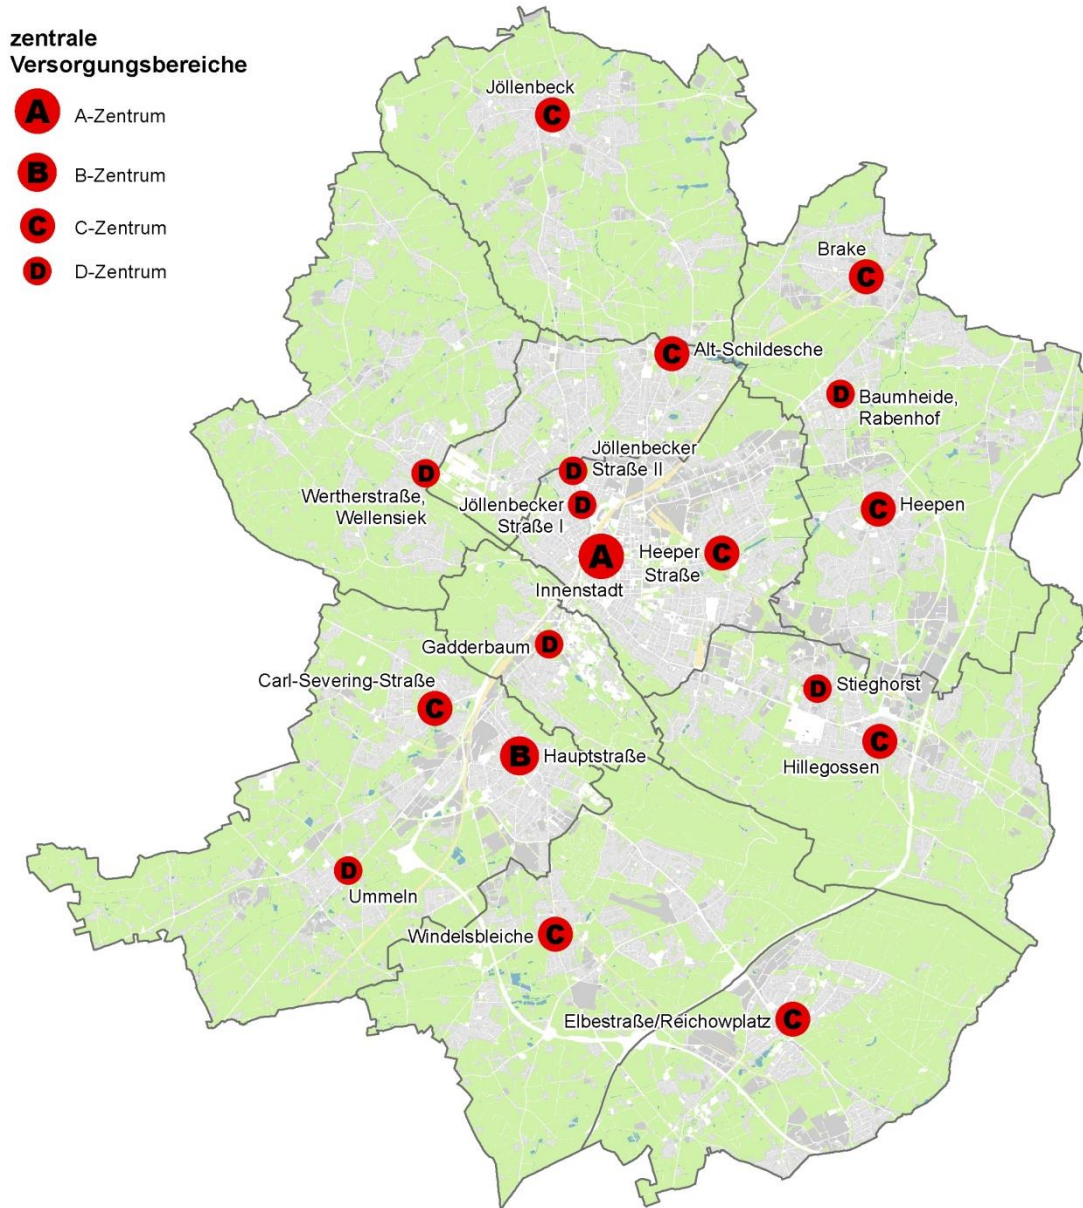 zentrale
Versorgungsbereiche
A A-Zentrum
B B-Zentrum
C C-Zentrum
D D-Zentrum
Jöllenbeck
C
Brake
C
C Alt-Schildesche
D Baumheide,
Rabenhof
Jöllenbecker
Straße II
D
D
Wertherstraße,
Wellensiek
Jöllenbecker
Straße I
D
C Heepen
A
Innenstadt
Heeper
Straße
C
Gadderbaum D
Carl-Severing-Straße
C
D Stieghorst
C
Hillegossen
B Hauptstraße
D
Ummeln
Windelsbleiche C
Elbestraße/Reichowplatz C